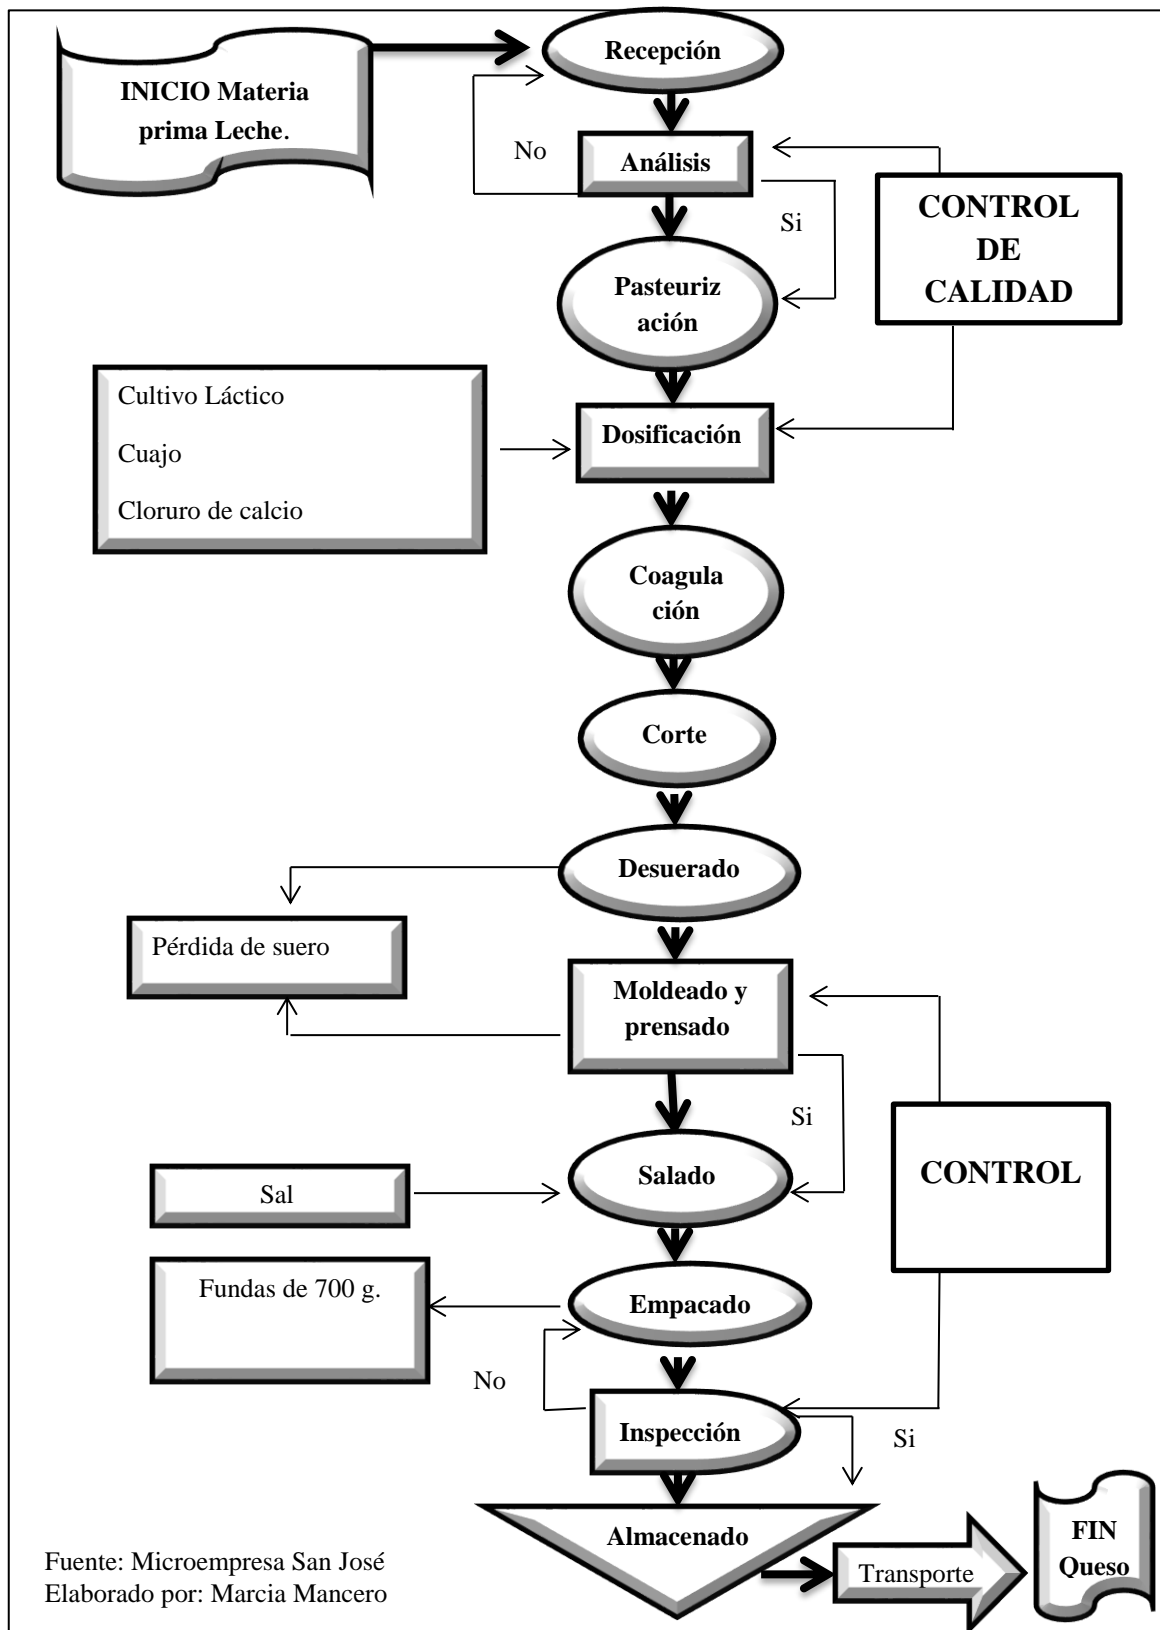 INICIO Materia
prima Leche.
Recepción
No
Análisis
Si
CONTROL
DE
CALIDAD
Pasteuriz
ación
Cultivo Láctico
Cuajo
Cloruro de calcio
Dosificación
Coagula
ción
Corte
Desuerado
Pérdida de suero
Moldeado y
prensado
Si
CONTROL
Sal
Salado
Fundas de 700 g.
Empacado
No
Inspección
Si
Almacenado
Transporte
FIN
Queso
Fuente: Microempresa San José
Elaborado por: Marcia Mancero